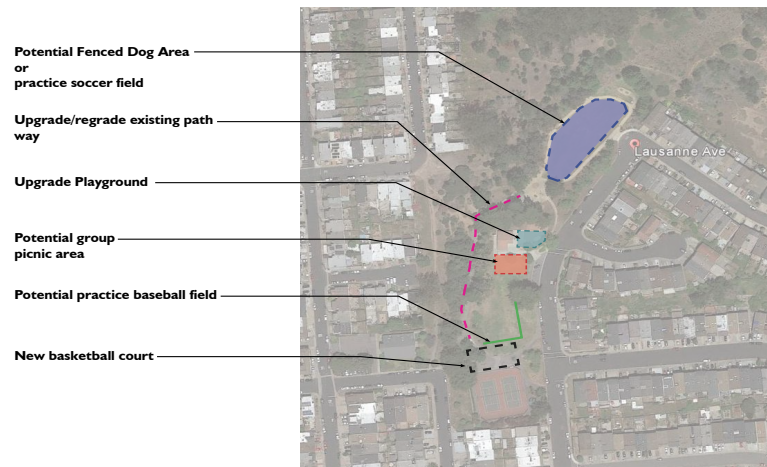 Potential Fenced Dog Area
or
practice soccer field
Upgrade/regrade existing path
way
Upgrade Playground
Potential group
picnic area
Potential practice baseball field
New basketball court
Lausanne Ave